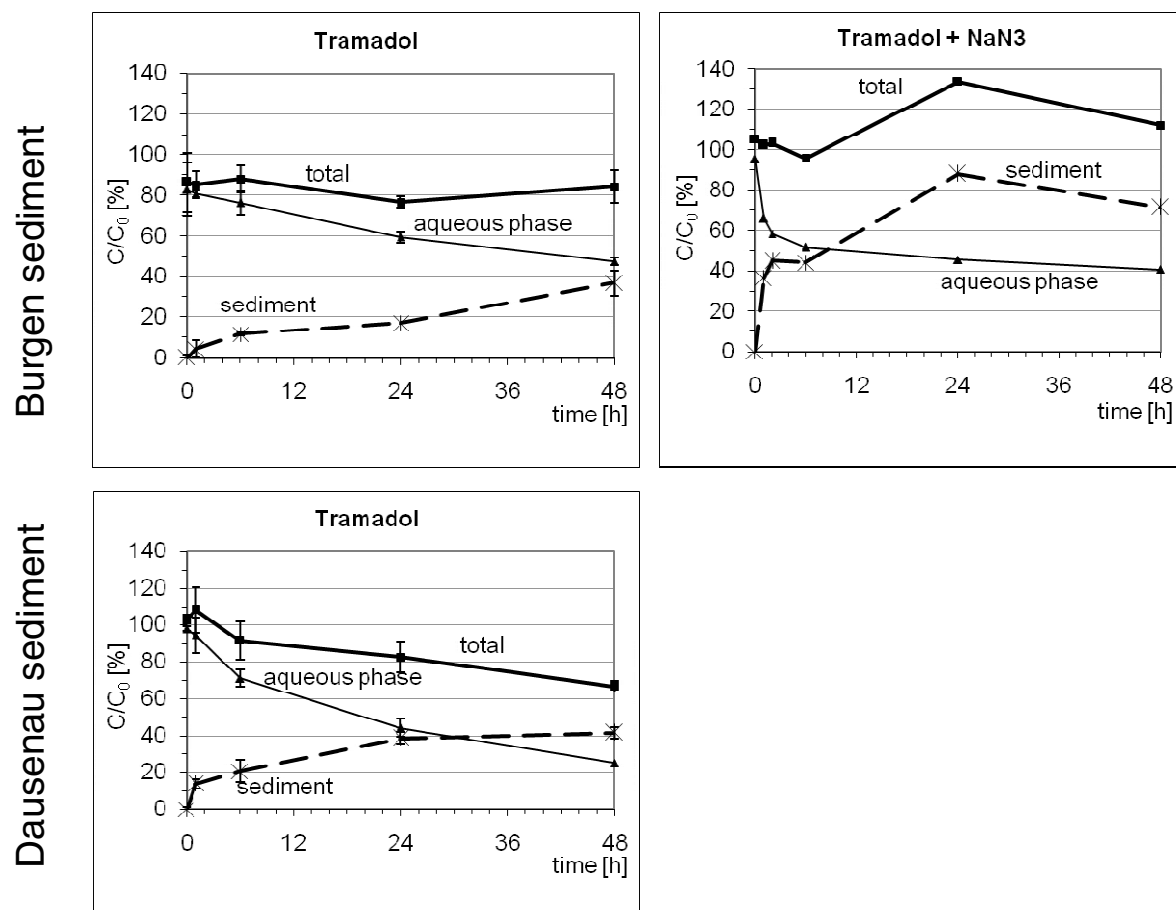 Burgen sediment
Tramadol
C/C0 [%]
140
120
100
80
60
40
20
0
total
aqueous phase
sediment
0 12 24 36 48
time [h]
Tramadol + NaN3
C/C0 [%]
140
120
100
80
60
40
20
0
total
sediment
aqueous phase
0 12 24 36 48
time [h]
Dausenau sediment
Tramadol
C/C0 [%]
140
120
100
80
60
40
20
0
total
aqueous phase
sediment
0 12 24 36 48
time [h]